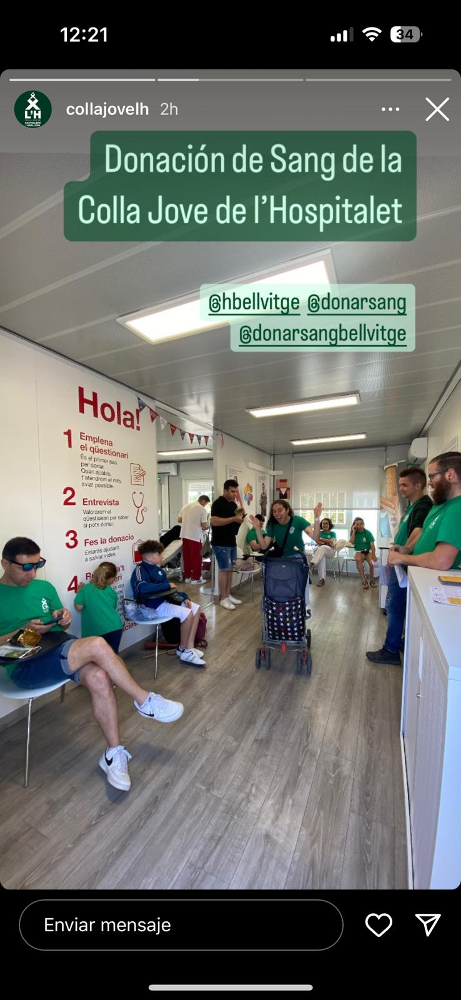 12:21
34
collajovelh 2h
L'H
Donación de Sang de la
Colla Jove de l'Hospitalet
@hbellvitge @donarsang
@donarsangbellvitge
Hola!
1 Emplena
el qüestionari
És el primer pas
per donar.
Quan acabis,
t'atendrem el més
aviat possible.
2 Entrevista
Valorarem el
qüestionari per saber
si pots donar.
3 Fes la donació
Estaràs ajudant
a salvar vides.
4
Enviar mensaje